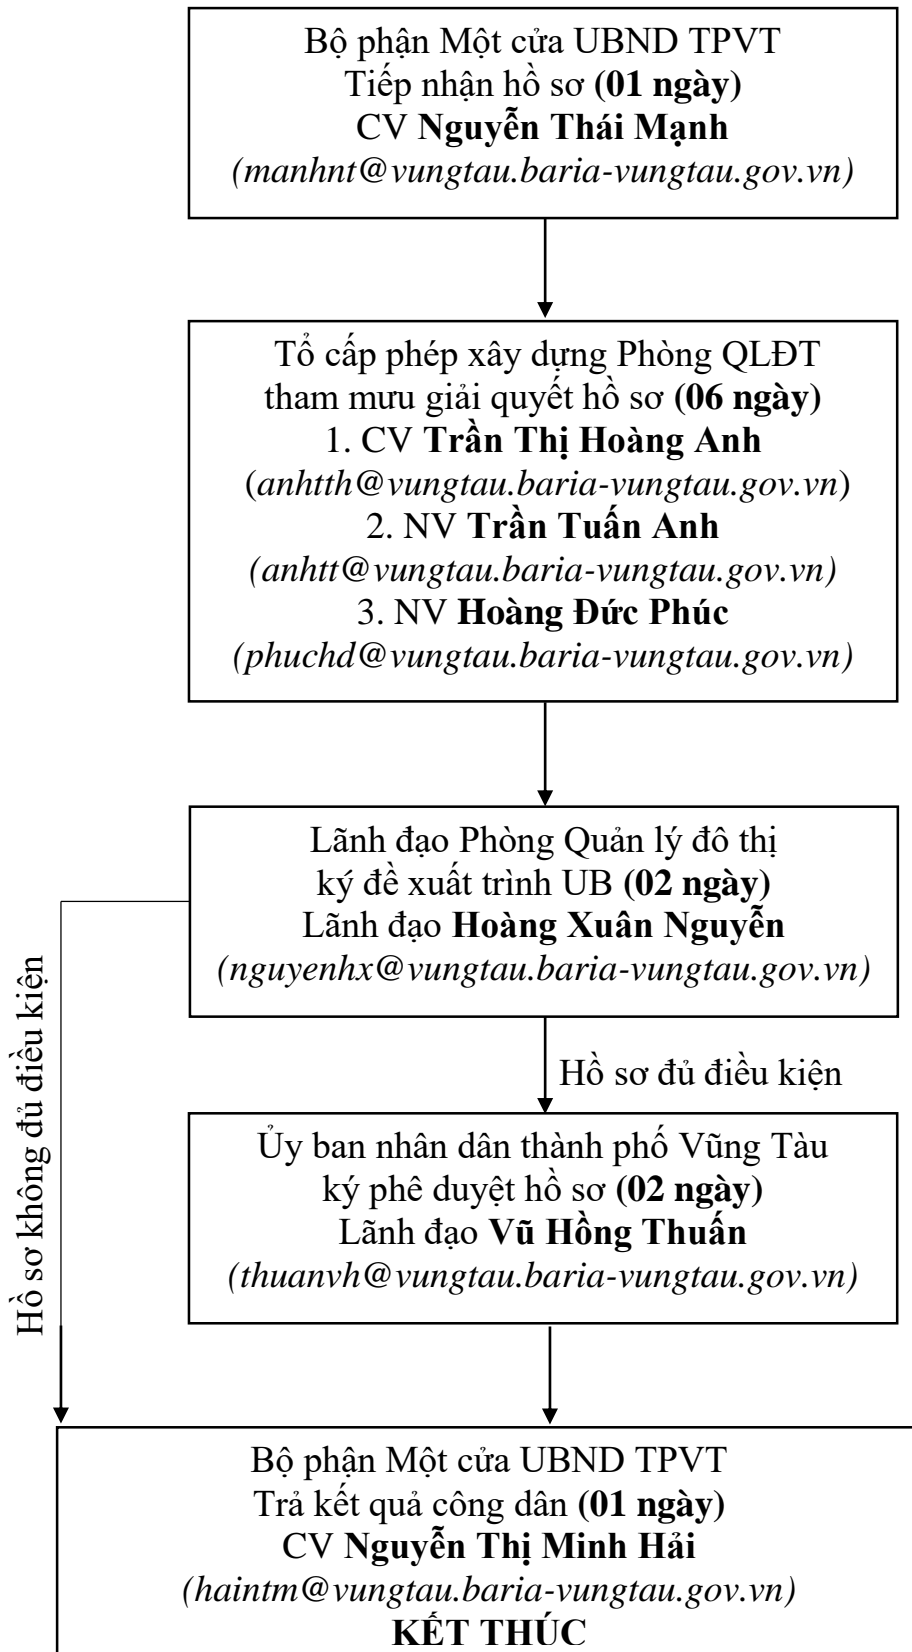 Bộ phận Một cửa UBND TPVT
Tiếp nhận hồ sơ (01 ngày)
CV Nguyễn Thái Mạnh
(manhnt@vungtau.baria-vungtau.gov.vn)
Tổ cấp phép xây dựng Phòng QLĐT
tham mưu giải quyết hồ sơ (06 ngày)
1. CV Trần Thị Hoàng Anh
(anhtth@vungtau.baria-vungtau.gov.vn)
2. NV Trần Tuấn Anh
(anhtt@vungtau.baria-vungtau.gov.vn)
3. NV Hoàng Đức Phúc
(phuchd@vungtau.baria-vungtau.gov.vn)
Lãnh đạo Phòng Quản lý đô thị
ký đề xuất trình UB (02 ngày)
Lãnh đạo Hoàng Xuân Nguyễn
(nguyenhx@vungtau.baria-vungtau.gov.vn)
Hồ sơ không đủ điều kiện
Hồ sơ đủ điều kiện
Ủy ban nhân dân thành phố Vũng Tàu
ký phê duyệt hồ sơ (02 ngày)
Lãnh đạo Vũ Hồng Thuấn
(thuanvh@vungtau.baria-vungtau.gov.vn)
Bộ phận Một cửa UBND TPVT
Trả kết quả công dân (01 ngày)
CV Nguyễn Thị Minh Hải
(haintm@vungtau.baria-vungtau.gov.vn)
KẾT THÚC